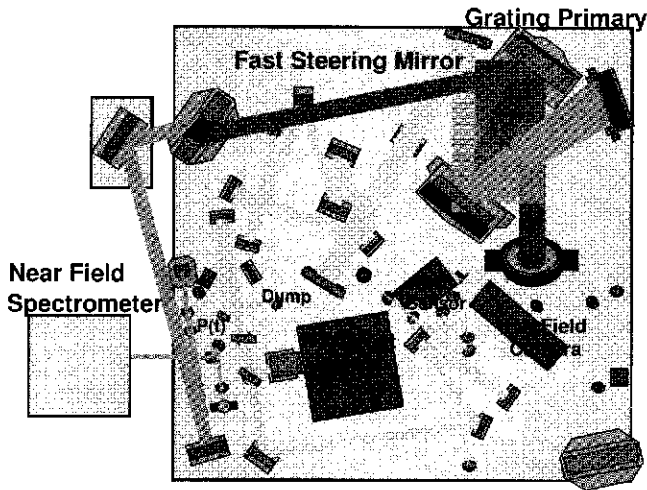 Grating Primary
Fast Steering Mirror
Near Field
Spectrometer
Dump
P(t)
Field